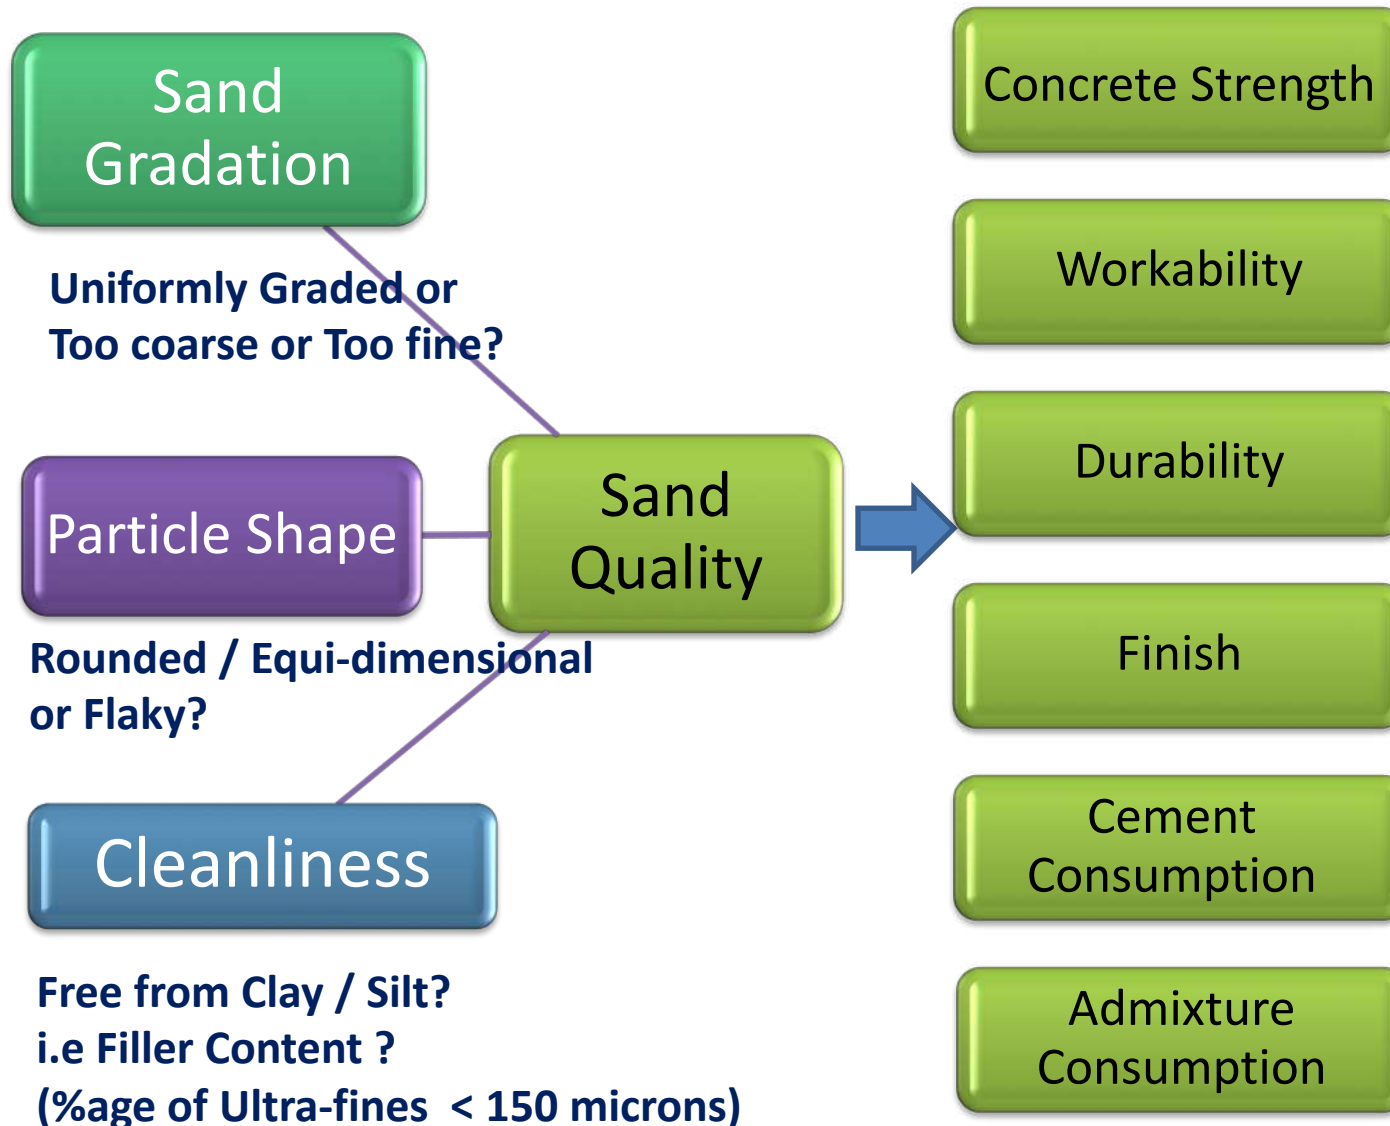 Sand
Gradation
Uniformly Graded or
Too coarse or Too fine?
Particle Shape
Rounded / Equi-dimensional
or Flaky?
Cleanliness
Free from Clay / Silt?
i.e Filler Content ?
(%age of Ultra-fines < 150 microns)
Sand
Quality
Concrete Strength
Workability
Durability
Finish
Cement
Consumption
Admixture
Consumption